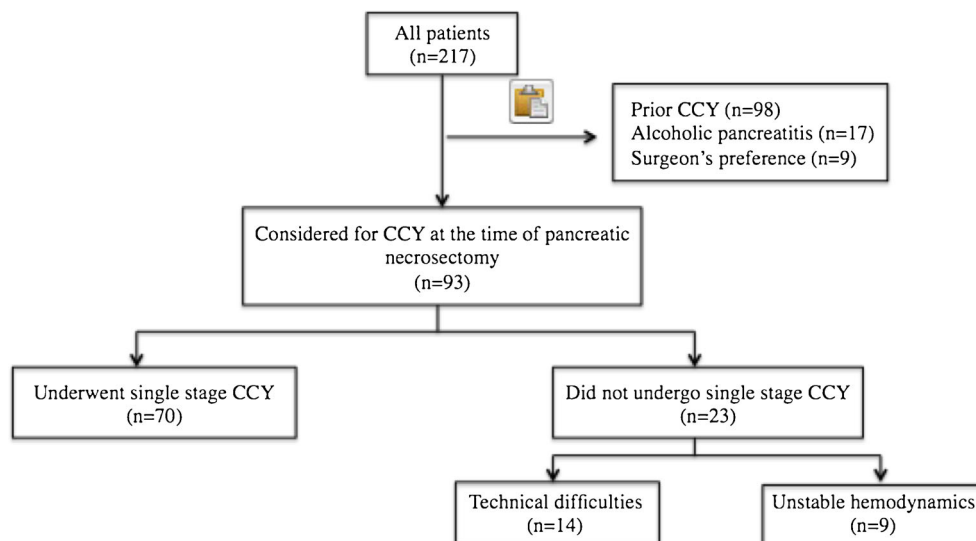 All patients
(n=217)
Prior CCY (n=98)
Alcoholic pancreatitis (n=17)
Surgeon's preference (n=9)
Considered for CCY at the time of pancreatic
necrosectomy
(n=93)
Underwent single stage CCY
(n=70)
Did not undergo single stage CCY
(n=23)
Technical difficulties
(n=14)
Unstable hemodynamics
(n=9)